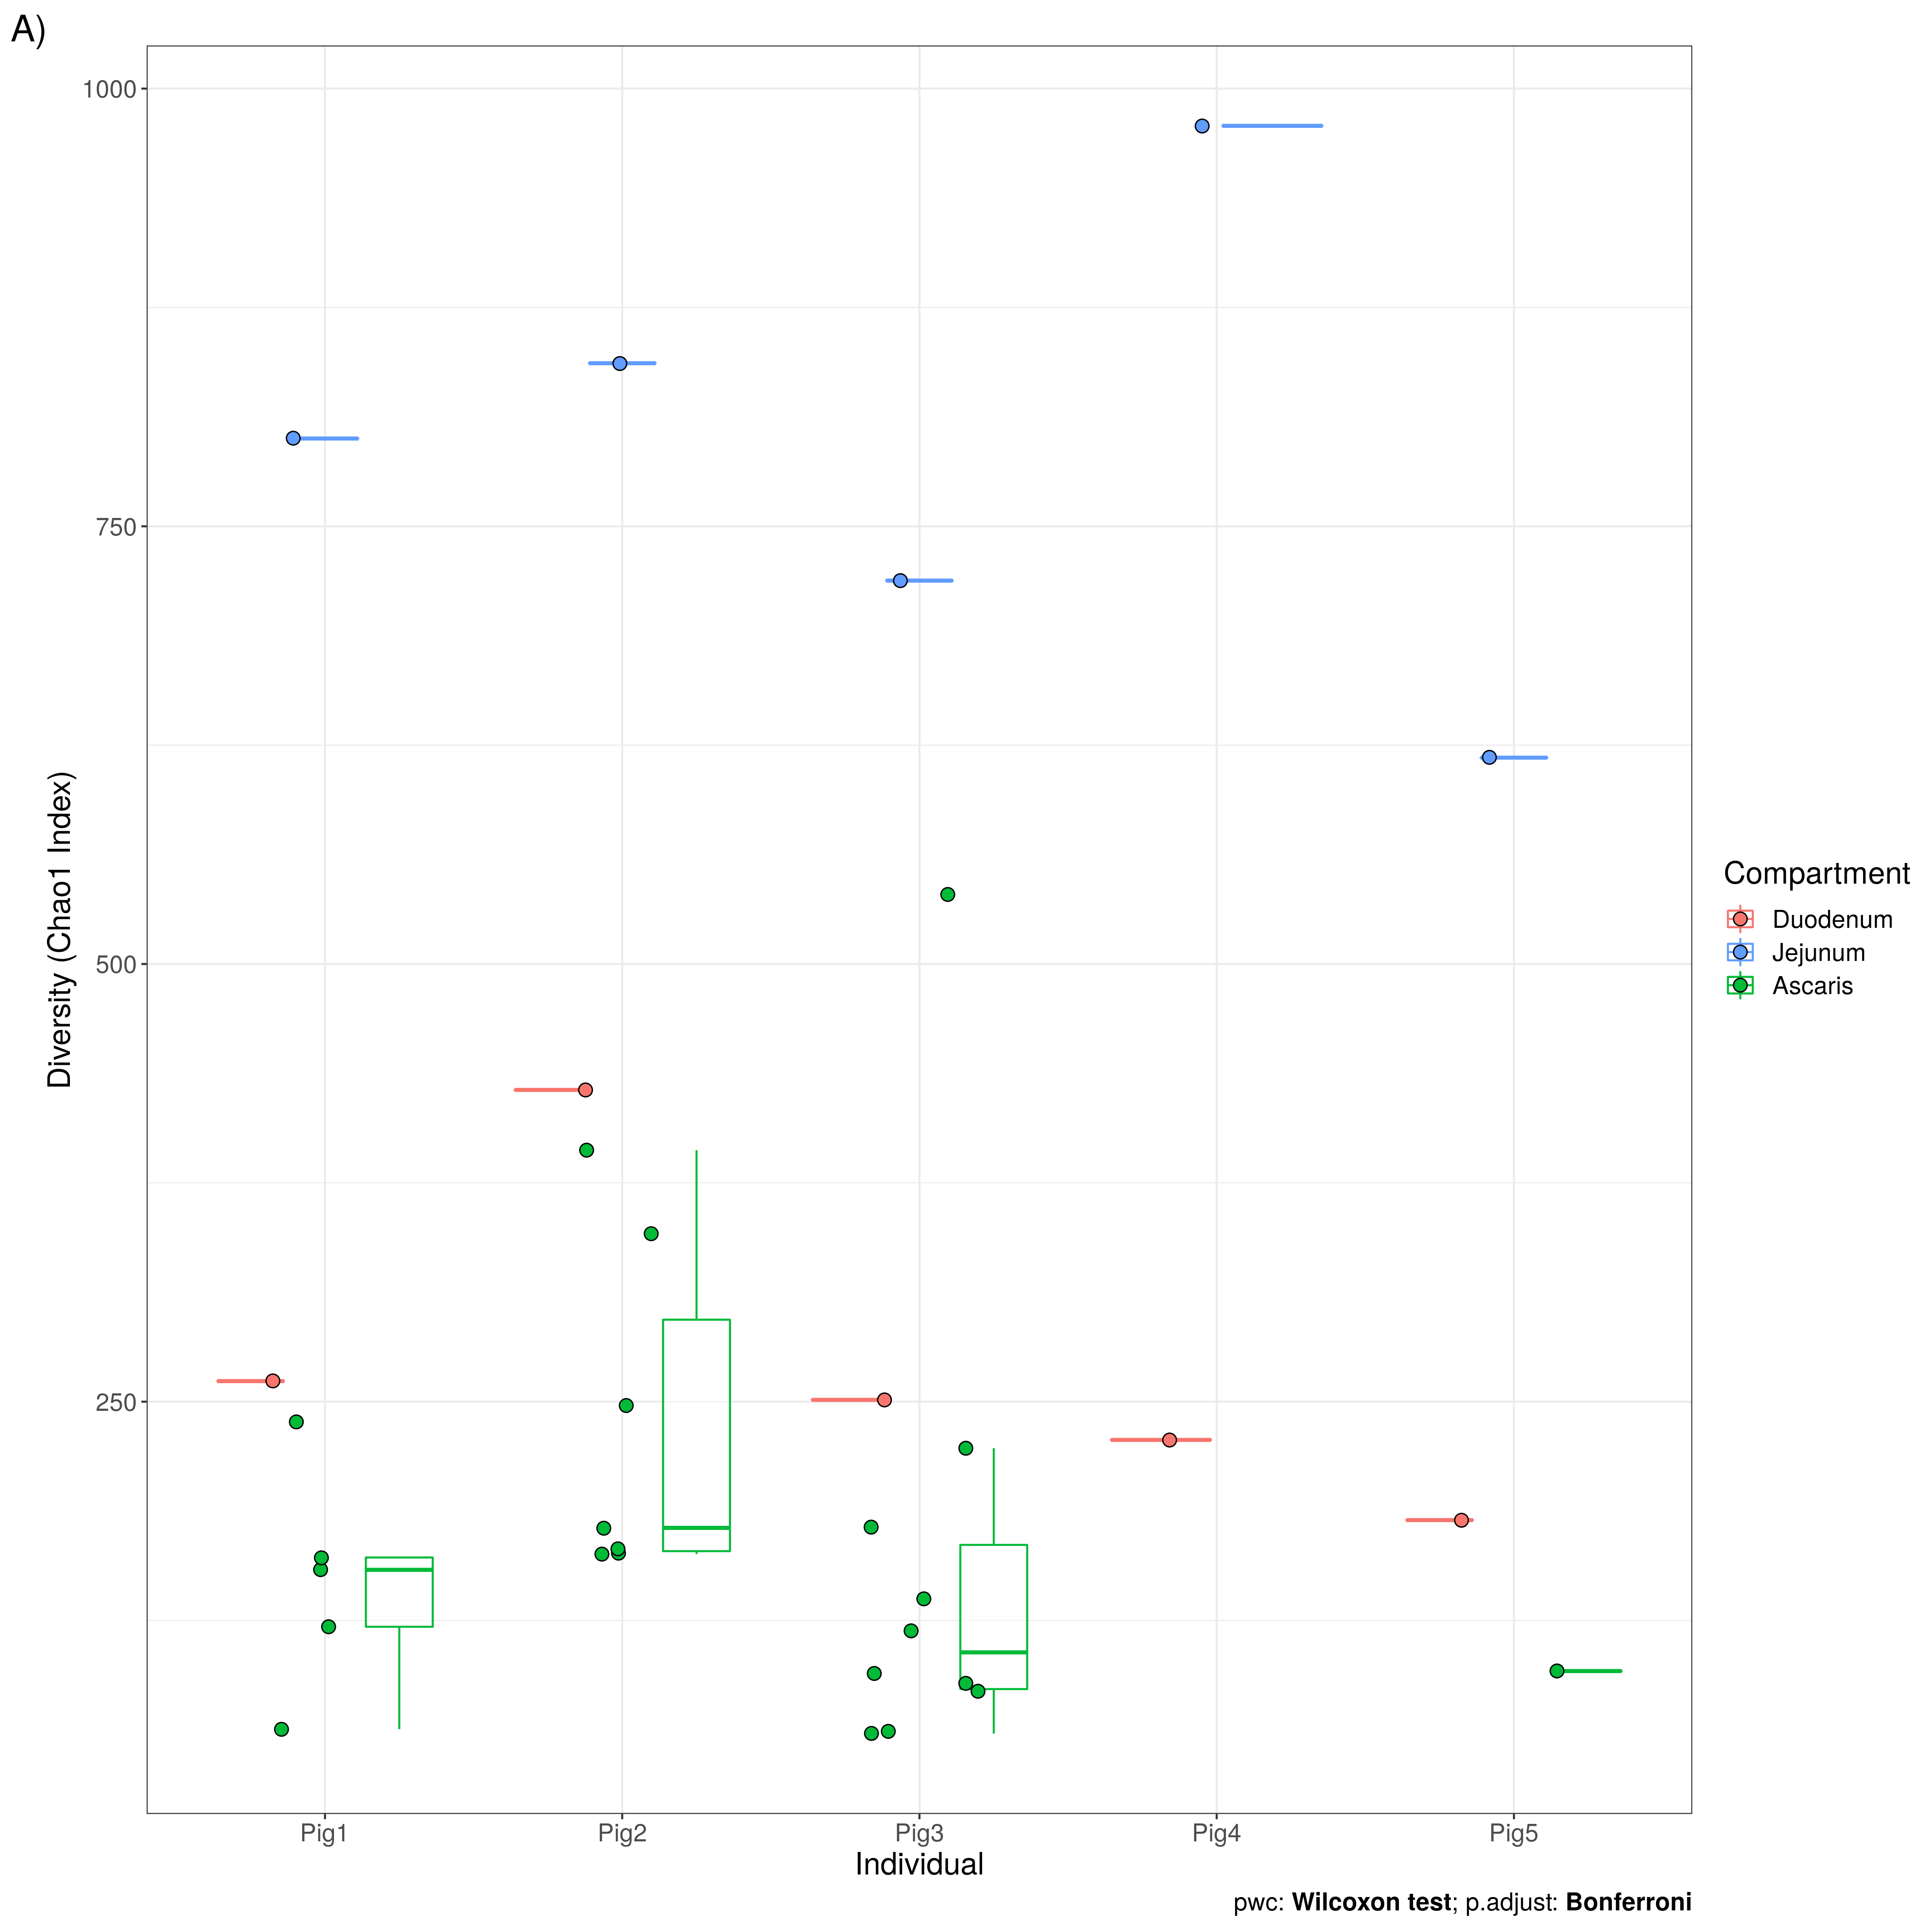 A)
1000
750
500
250
Diversity (Chao1 Index)
Pig1 Pig2 Pig3 Pig4 Pig5
Individual
pwc: Wilcoxon test; p.adjust: Bonferroni
Compartment
Duodenum
Jejunum
Ascaris